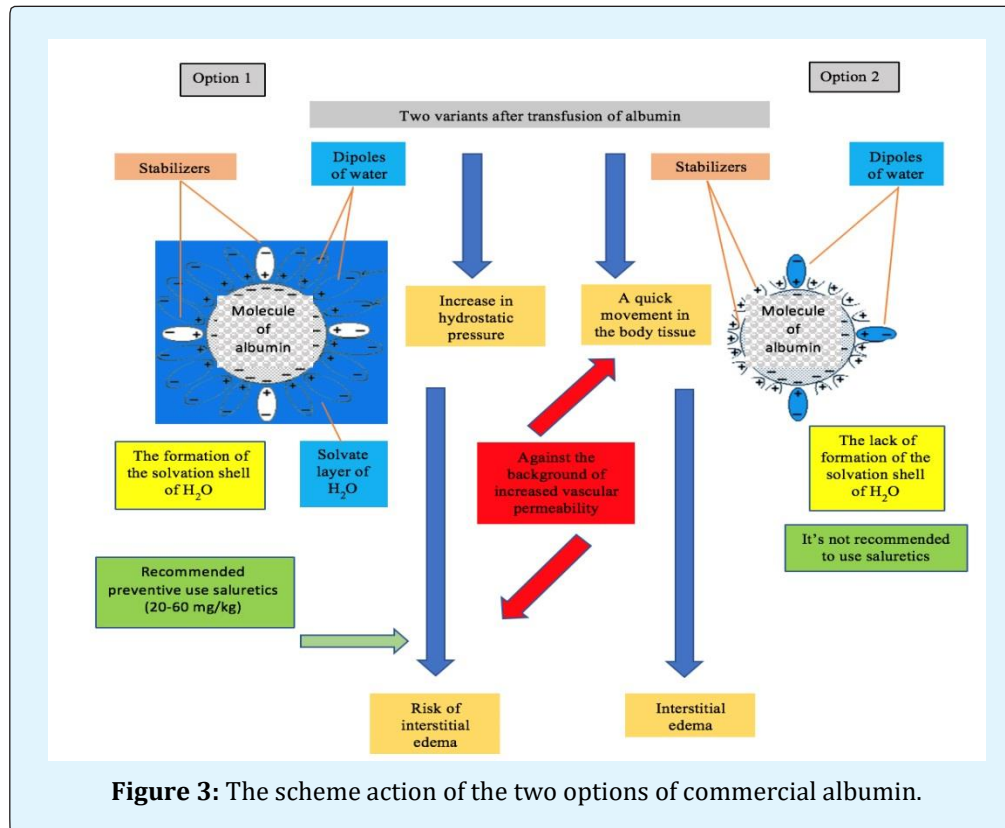 Option 1
Option 2
Two variants after transfusion of albumin
Stabilizers
Dipoles
of water
Stabilizers
Dipoles
of water
Molecule
of
albumin
Increase in
hydrostatic
pressure
A quick
movement in
the body tissue
Molecule
of
albumin
The formation of
the solvation shell
of H₂O
Solvate
layer of
H₂O
Against the
background of
increased vascular
permeability
The lack of
formation of the
solvation shell
of H₂O
It's not recommended
to use saluretics
Recommended
preventive use saluretics
(20-60 mg/kg)
Risk of
interstitial
edema
Interstitial
edema
Figure 3: The scheme action of the two options of commercial albumin.